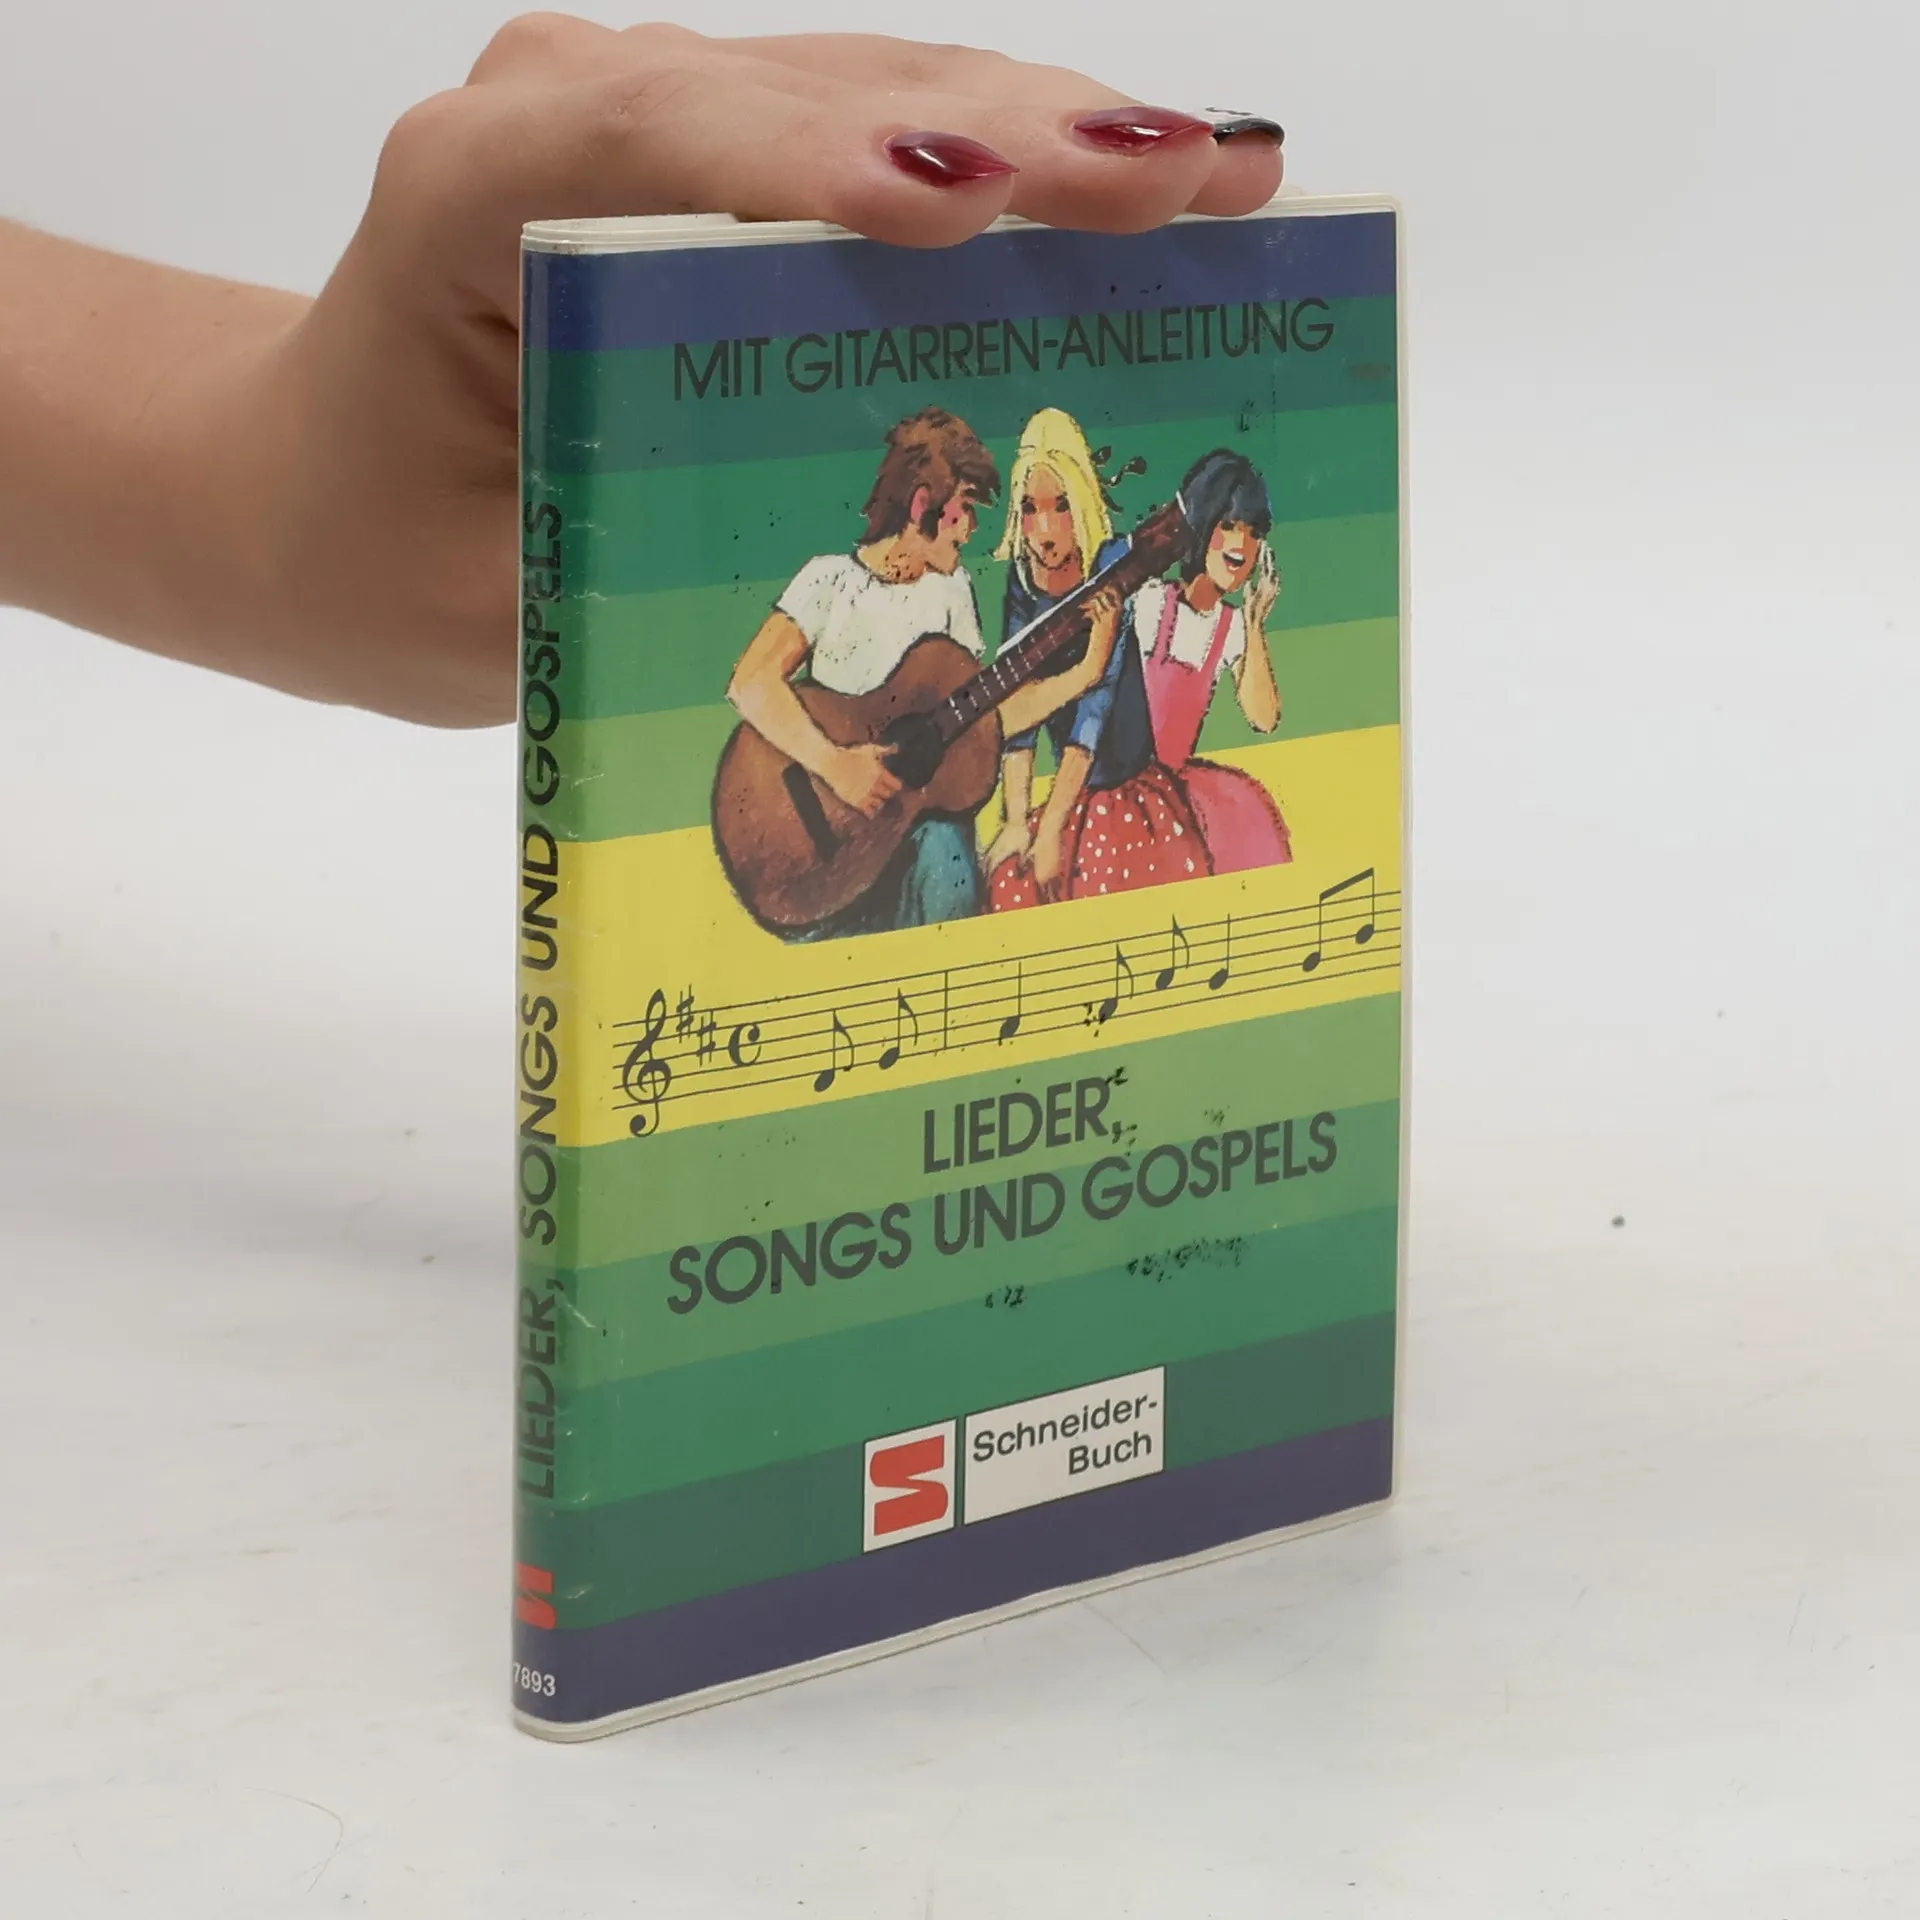 MIT GITARREN-ANLEITUNG
LIEDER,
SONGS UND GOSPELS
Schneider-
Buch
LIEDER, SONGS UND GOSPELS
7893